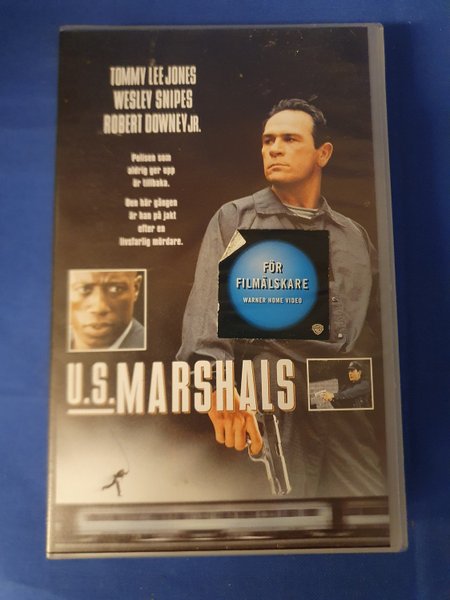 TOMMY LEE JONES
WESLEY SNIPES
ROBERT DOWNEY JR.
Polisen som
aldrig ger upp
är tillbaka.
Den här gången
är han på jakt
efter en
livsfarlig mördare.
FÖR
FILMÄLSKARE
WARNER HOME VIDEO
U.S. MARSHALS